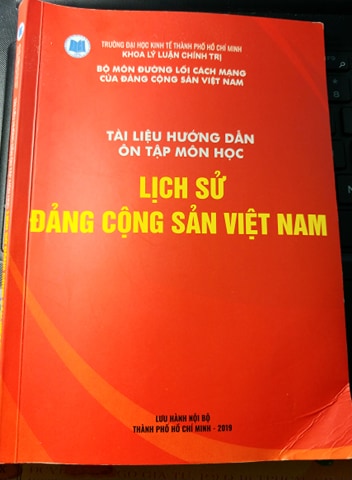 TRƯỜNG ĐẠI HỌC KINH TẾ THÀNH PHỐ HỒ CHÍ MINH
KHOA LÝ LUẬN CHÍNH TRỊ
BỘ MÔN ĐƯỜNG LỐI CÁCH MẠNG
CỦA ĐẢNG CỘNG SẢN VIỆT NAM
TÀI LIỆU HƯỚNG DẪN
ÔN TẬP MÔN HỌC
LỊCH SỬ
ĐẢNG CỘNG SẢN VIỆT NAM
LƯU HÀNH NỘI BỘ
THÀNH PHỐ HỒ CHÍ MINH - 2019